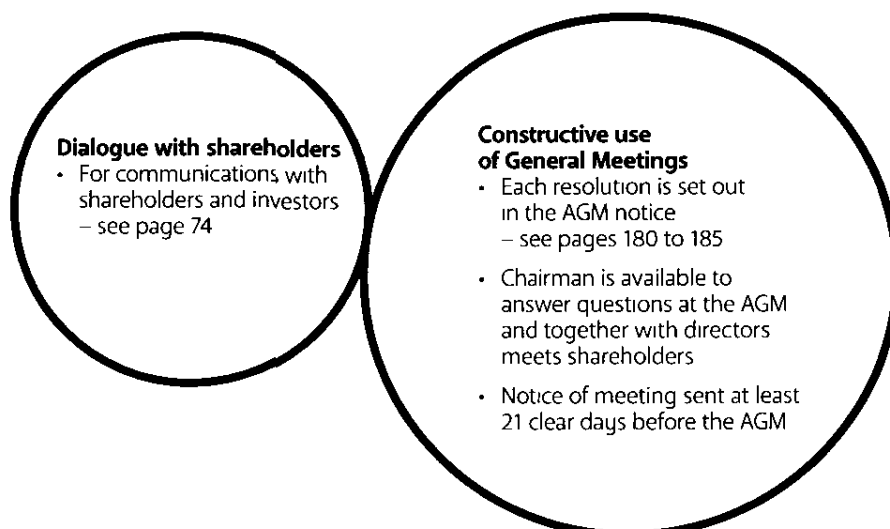 Dialogue with shareholders
• For communications with
shareholders and investors
– see page 74
Constructive use
of General Meetings
• Each resolution is set out
in the AGM notice
– see pages 180 to 185
• Chairman is available to
answer questions at the AGM
and together with directors
meets shareholders
• Notice of meeting sent at least
21 clear days before the AGM